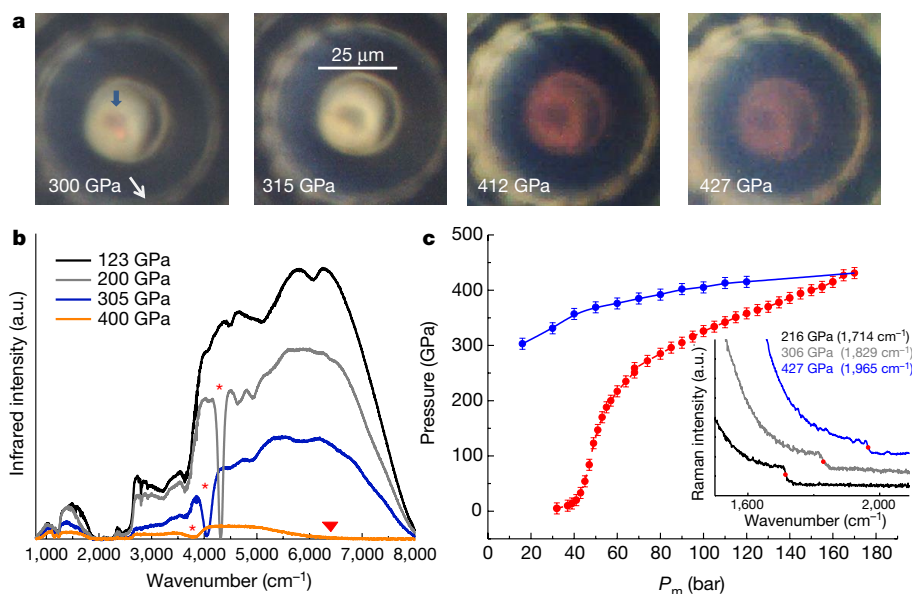 a
300 GPa
25 μm
315 GPa
412 GPa
427 GPa
b
123 GPa
200 GPa
305 GPa
400 GPa
*
*
*
Infrared intensity (a.u.)
1,000 2,000 3,000 4,000 5,000 6,000 7,000 8,000
Wavenumber (cm⁻¹)
c
500
400
300
200
100
0
Pressure (GPa)
0 20 40 60 80 100 120 140 160 180
Pₘ (bar)
216 GPa (1,714 cm⁻¹)
306 GPa (1,829 cm⁻¹)
427 GPa (1,965 cm⁻¹)
Raman intensity (a.u.)
1,600 2,000
Wavenumber (cm⁻¹)